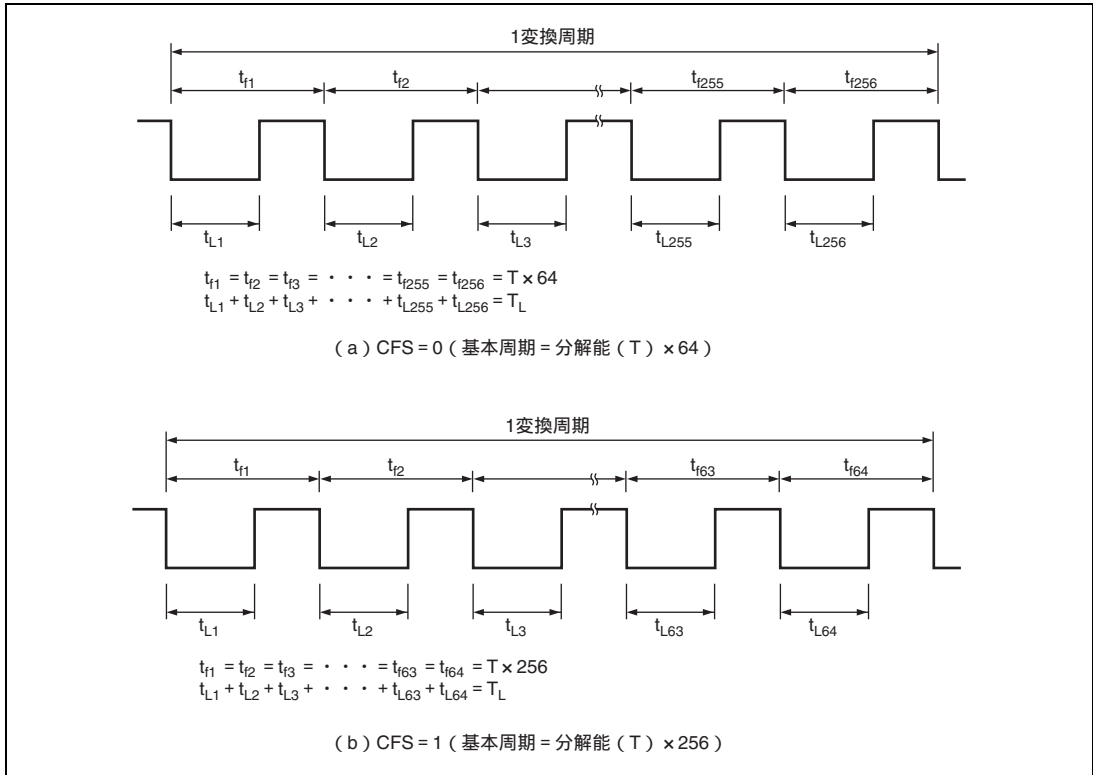 1変換周期
tf1 tf2 tf255 tf256
tL1 tL2 tL3 tL255 tL256
tf1 = tf2 = tf3 = ・・・ = tf255 = tf256 = T × 64
tL1 + tL2 + tL3 + ・・・ + tL255 + tL256 = TL
(a)CFS = 0(基本周期 = 分解能(T)× 64)
1変換周期
tf1 tf2 tf63 tf64
tL1 tL2 tL3 tL63 tL64
tf1 = tf2 = tf3 = ・・・ = tf63 = tf64 = T × 256
tL1 + tL2 + tL3 + ・・・ + tL63 + tL64 = TL
(b)CFS = 1(基本周期 = 分解能(T)× 256)